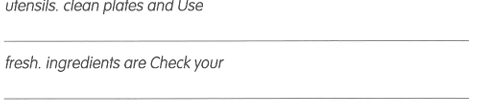 utensils. clean plates and Use
fresh. ingredients are Check your